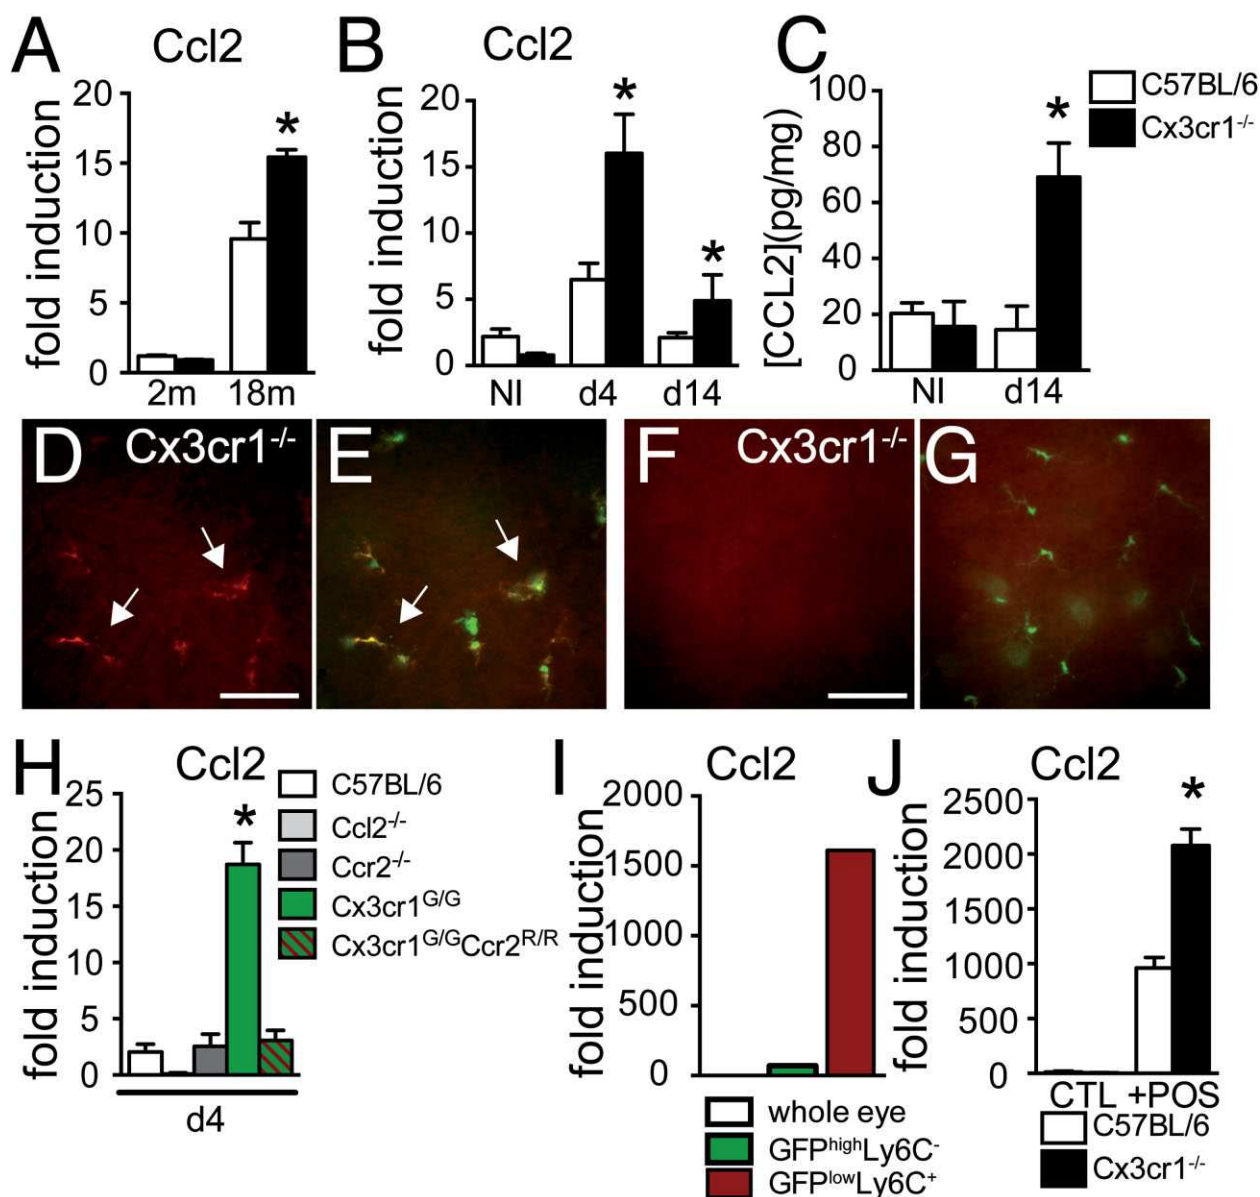 A Ccl2
fold induction
20
15
10
5
0
*
2m 18m
B Ccl2
fold induction
20
15
10
5
0
* *
NI d4 d14
C
[CCL2](pg/mg)
100
80
60
40
20
0
*
NI d14
C57BL/6
Cx3cr1-/-
D Cx3cr1-/-
E
F Cx3cr1-/-
G
H Ccl2
fold induction
25
20
15
10
5
0
*
d4
C57BL/6
Ccl2-/-
Ccr2-/-
Cx3cr1G/G
Cx3cr1G/GCcr2R/R
I Ccl2
fold induction
2000
1500
1000
500
0
whole eye
GFPhighLy6C-
GFPlowLy6C+
J Ccl2
fold induction
2500
2000
1500
1000
500
0
*
CTL +POS
C57BL/6
Cx3cr1-/-